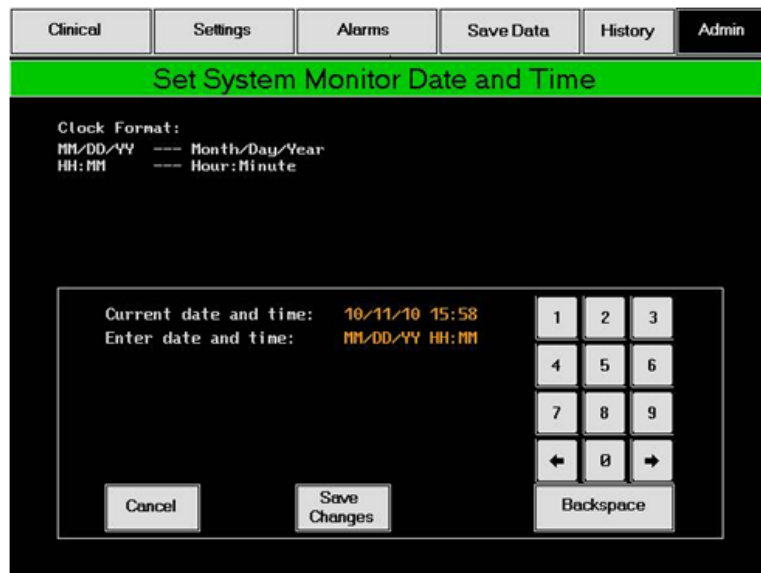 Clinical Settings Alarms Save Data History Admin
Set System Monitor Date and Time
Clock Format:
MM/DD/YY --- Month/Day/Year
HH:MM --- Hour:Minute
Current date and time: 10/11/10 15:58
Enter date and time: MM/DD/YY HH:MM
1 2 3
4 5 6
7 8 9
← 0 →
Cancel
Save
Changes
Backspace